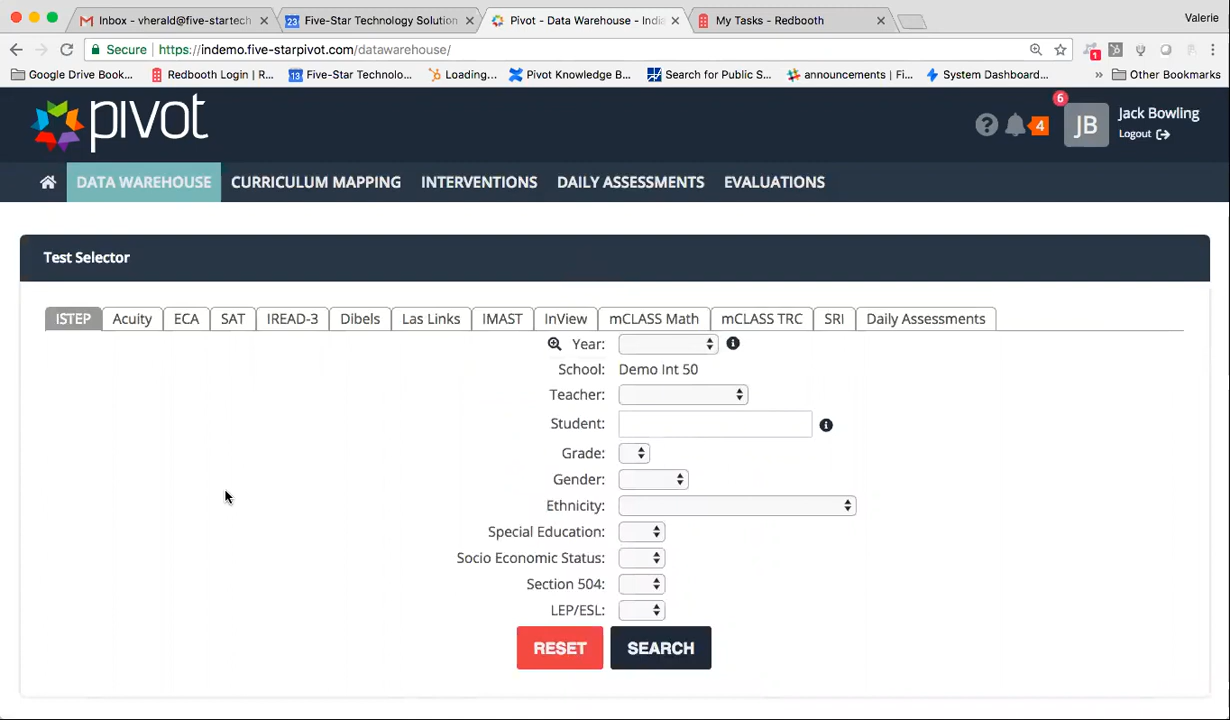 Inbox - vherald@five-startech
Five-Star Technology Solution
Pivot - Data Warehouse - India
My Tasks - Redbooth
Valerie
Secure
https://indemo.five-starpivot.com/datawarehouse/
Google Drive Book...
Redbooth Login | R...
Five-Star Technolo...
Loading...
Pivot Knowledge B...
Search for Public S...
announcements | Fi...
System Dashboard...
»
Other Bookmarks
pivot
6
4
JB
Jack Bowling
Logout
DATA WAREHOUSE
CURRICULUM MAPPING
INTERVENTIONS
DAILY ASSESSMENTS
EVALUATIONS
Test Selector
ISTEP
Acuity
ECA
SAT
IREAD-3
Dibels
Las Links
IMAST
InView
mCLASS Math
mCLASS TRC
SRI
Daily Assessments
Year:
School: Demo Int 50
Teacher:
Student:
Grade:
Gender:
Ethnicity:
Special Education:
Socio Economic Status:
Section 504:
LEP/ESL:
RESET
SEARCH